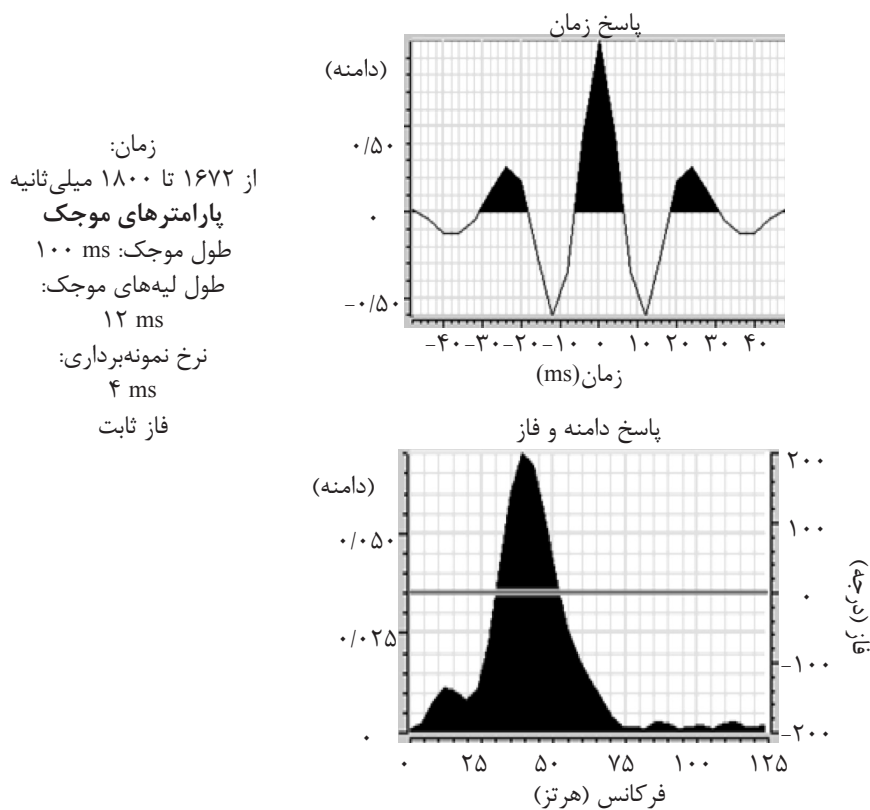 زمان:
از ۱۶۷۲ تا ۱۸۰۰ میلی‌ثانیه
پارامترهای موجک
طول موجک: ۱۰۰ ms
طول لبه‌های موجک:
۱۲ ms
نرخ نمونه‌برداری:
۴ ms
فاز ثابت
پاسخ زمان
(دامنه)
۰/۵۰
۰
-۰/۵۰
-۴۰ -۳۰ -۲۰ -۱۰ ۰ ۱۰ ۲۰ ۳۰ ۴۰
زمان(ms)
پاسخ دامنه و فاز
(دامنه)
۰/۰۵۰
۰/۰۲۵
۰
۲۰۰
۱۰۰
۰
-۱۰۰
-۲۰۰
فاز (درجه)
۰ ۲۵ ۵۰ ۷۵ ۱۰۰ ۱۲۵
فرکانس (هرتز)